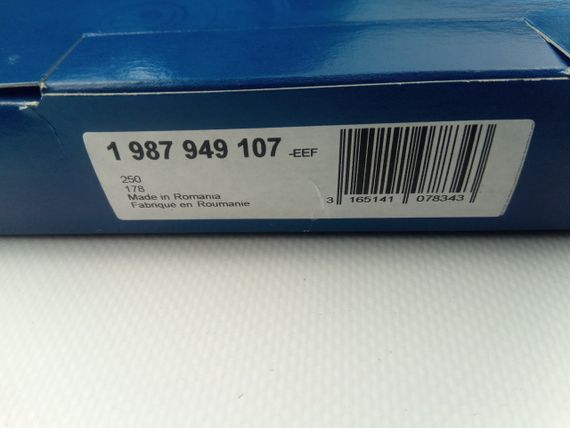 1 987 949 107 -EEF
250
178
Made in Romania
Fabriqué en Roumanie
3 165141 078343